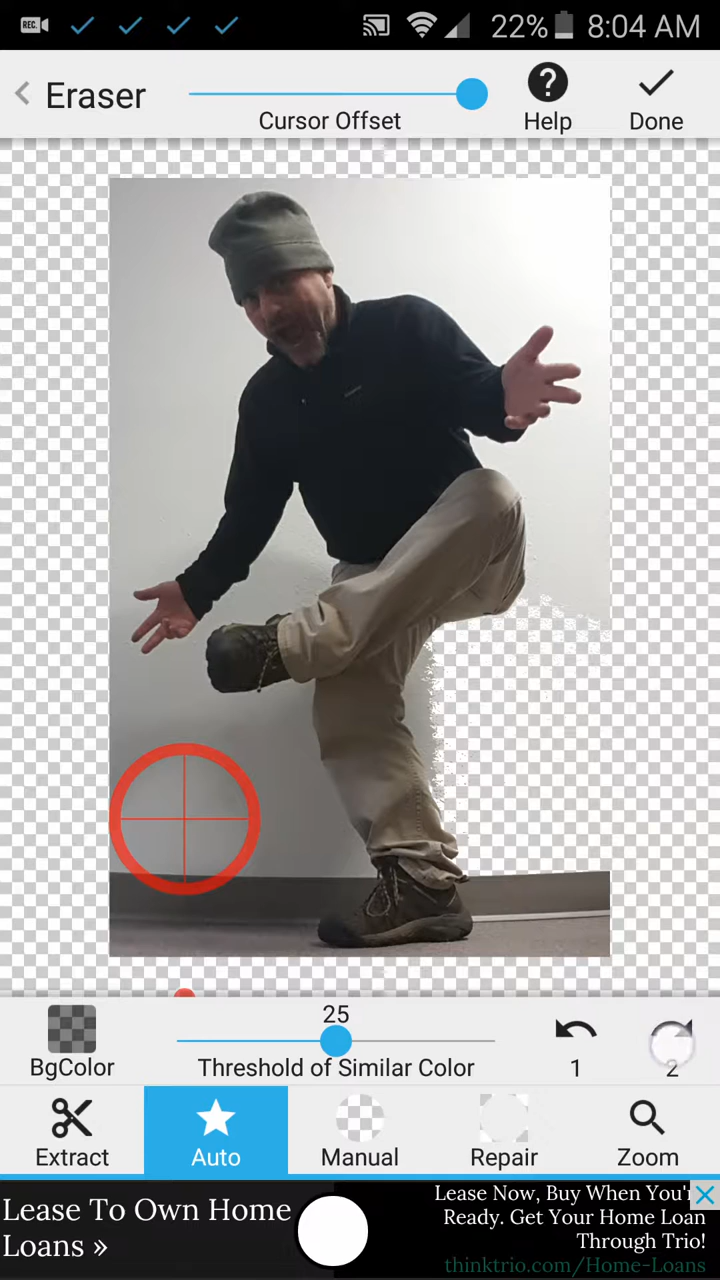 REC. 22% 8:04 AM
Eraser
Cursor Offset
Help
Done
25
BgColor
Threshold of Similar Color
1
2
Extract
Auto
Manual
Repair
Zoom
Lease To Own Home
Loans »
Lease Now, Buy When You'r
Ready. Get Your Home Loan
Through Trio!
thinktrio.com/Home-Loans